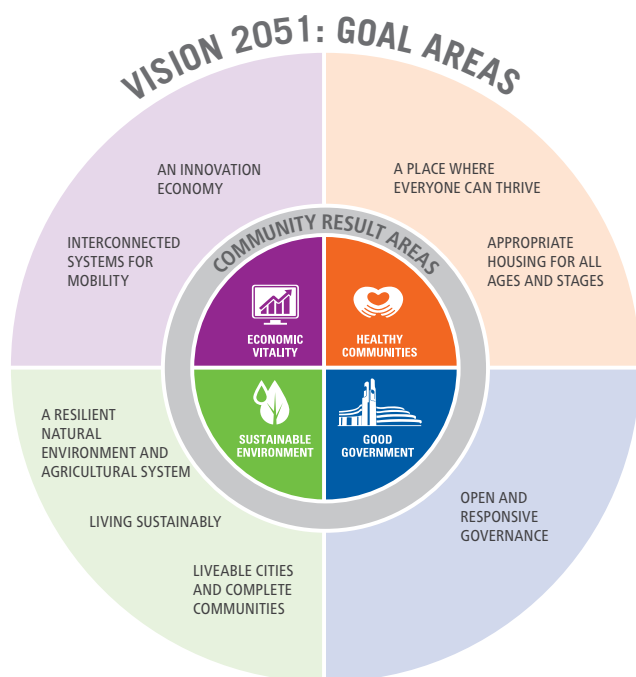 VISION 2051: GOAL AREAS
AN INNOVATION
ECONOMY
INTERCONNECTED
SYSTEMS FOR
MOBILITY
A PLACE WHERE
EVERYONE CAN THRIVE
APPROPRIATE
HOUSING FOR ALL
AGES AND STAGES
COMMUNITY RESULT AREAS
ECONOMIC
VITALITY
HEALTHY
COMMUNITIES
SUSTAINABLE
ENVIRONMENT
GOOD
GOVERNMENT
A RESILIENT
NATURAL
ENVIRONMENT AND
AGRICULTURAL SYSTEM
LIVING SUSTAINABLY
LIVEABLE CITIES
AND COMPLETE
COMMUNITIES
OPEN AND
RESPONSIVE
GOVERNANCE